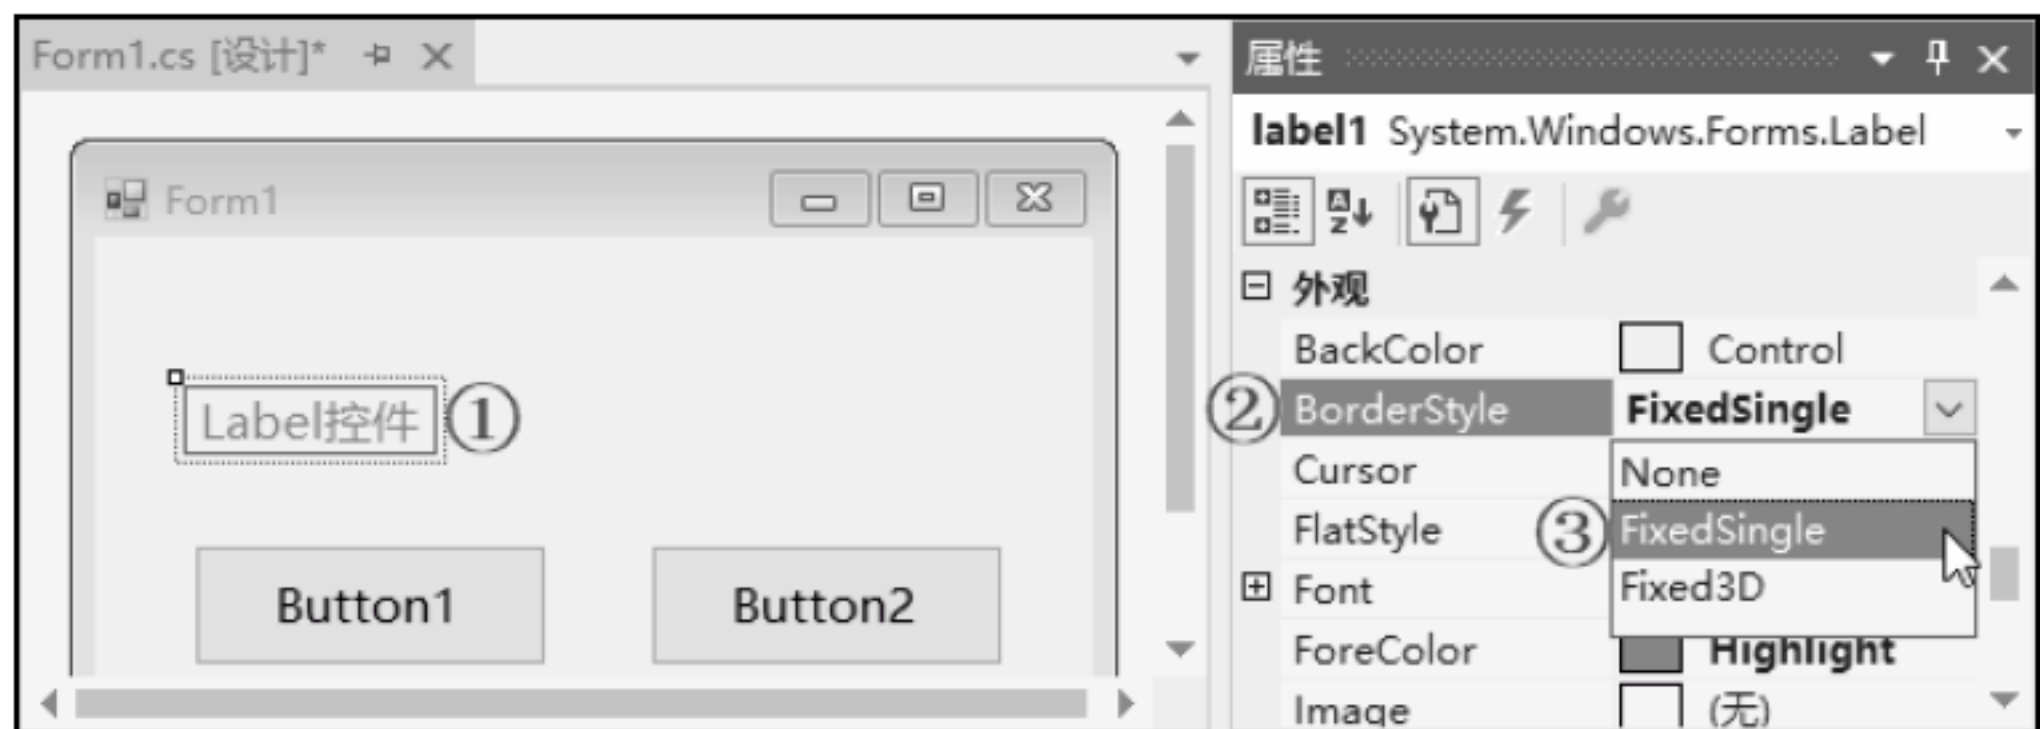 Form1.cs [设计]*
Form1
Label控件 ①
Button1 Button2
属性
label1 System.Windows.Forms.Label
外观
BackColor Control
② BorderStyle FixedSingle
Cursor None
FlatStyle ③ FixedSingle
Font Fixed3D
ForeColor Highlight
Image (无)